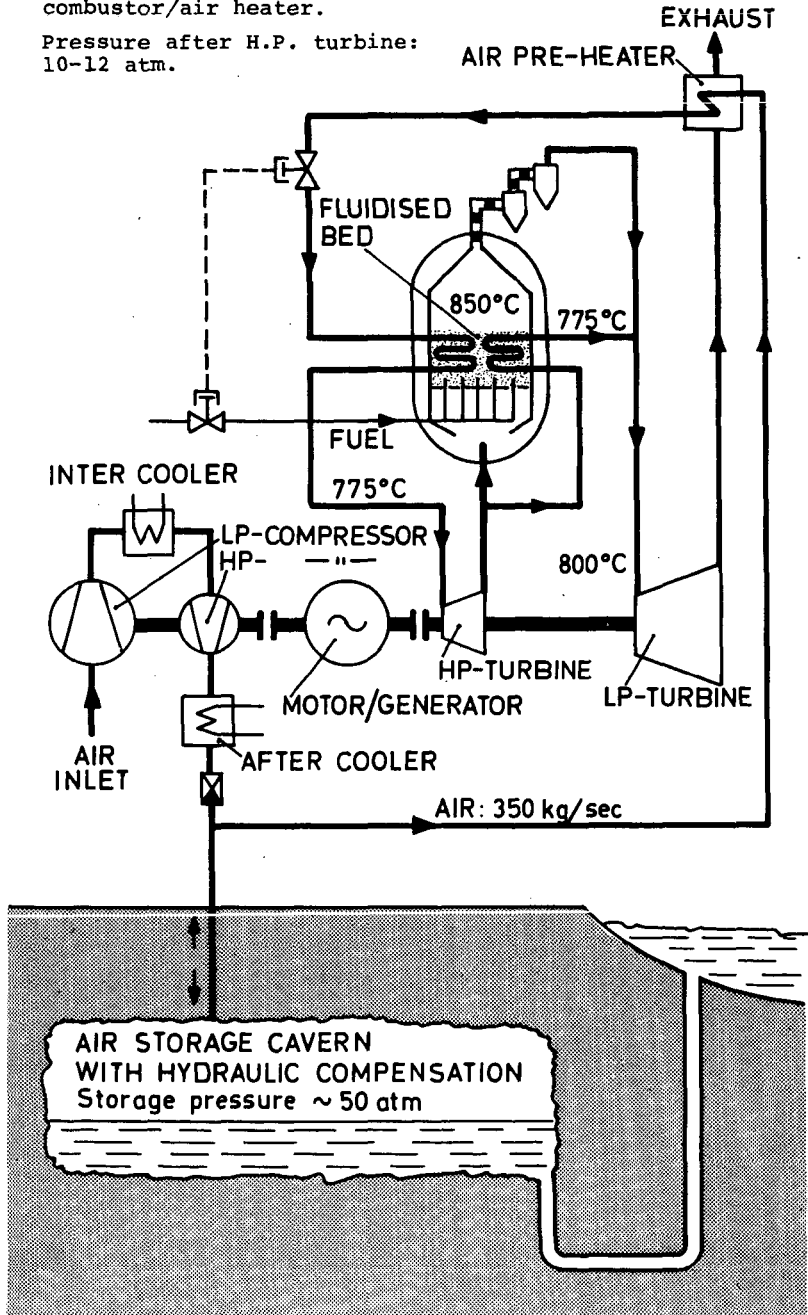 combustor/air heater.
Pressure after H.P. turbine:
10-12 atm.
EXHAUST
AIR PRE-HEATER
FLUIDISED
BED
850°C
775°C
FUEL
INTER COOLER
775°C
LP-COMPRESSOR
HP- —"—
800°C
HP-TURBINE
LP-TURBINE
MOTOR/GENERATOR
AIR
INLET
AFTER COOLER
AIR: 350 kg/sec
AIR STORAGE CAVERN
WITH HYDRAULIC COMPENSATION
Storage pressure ~ 50 atm